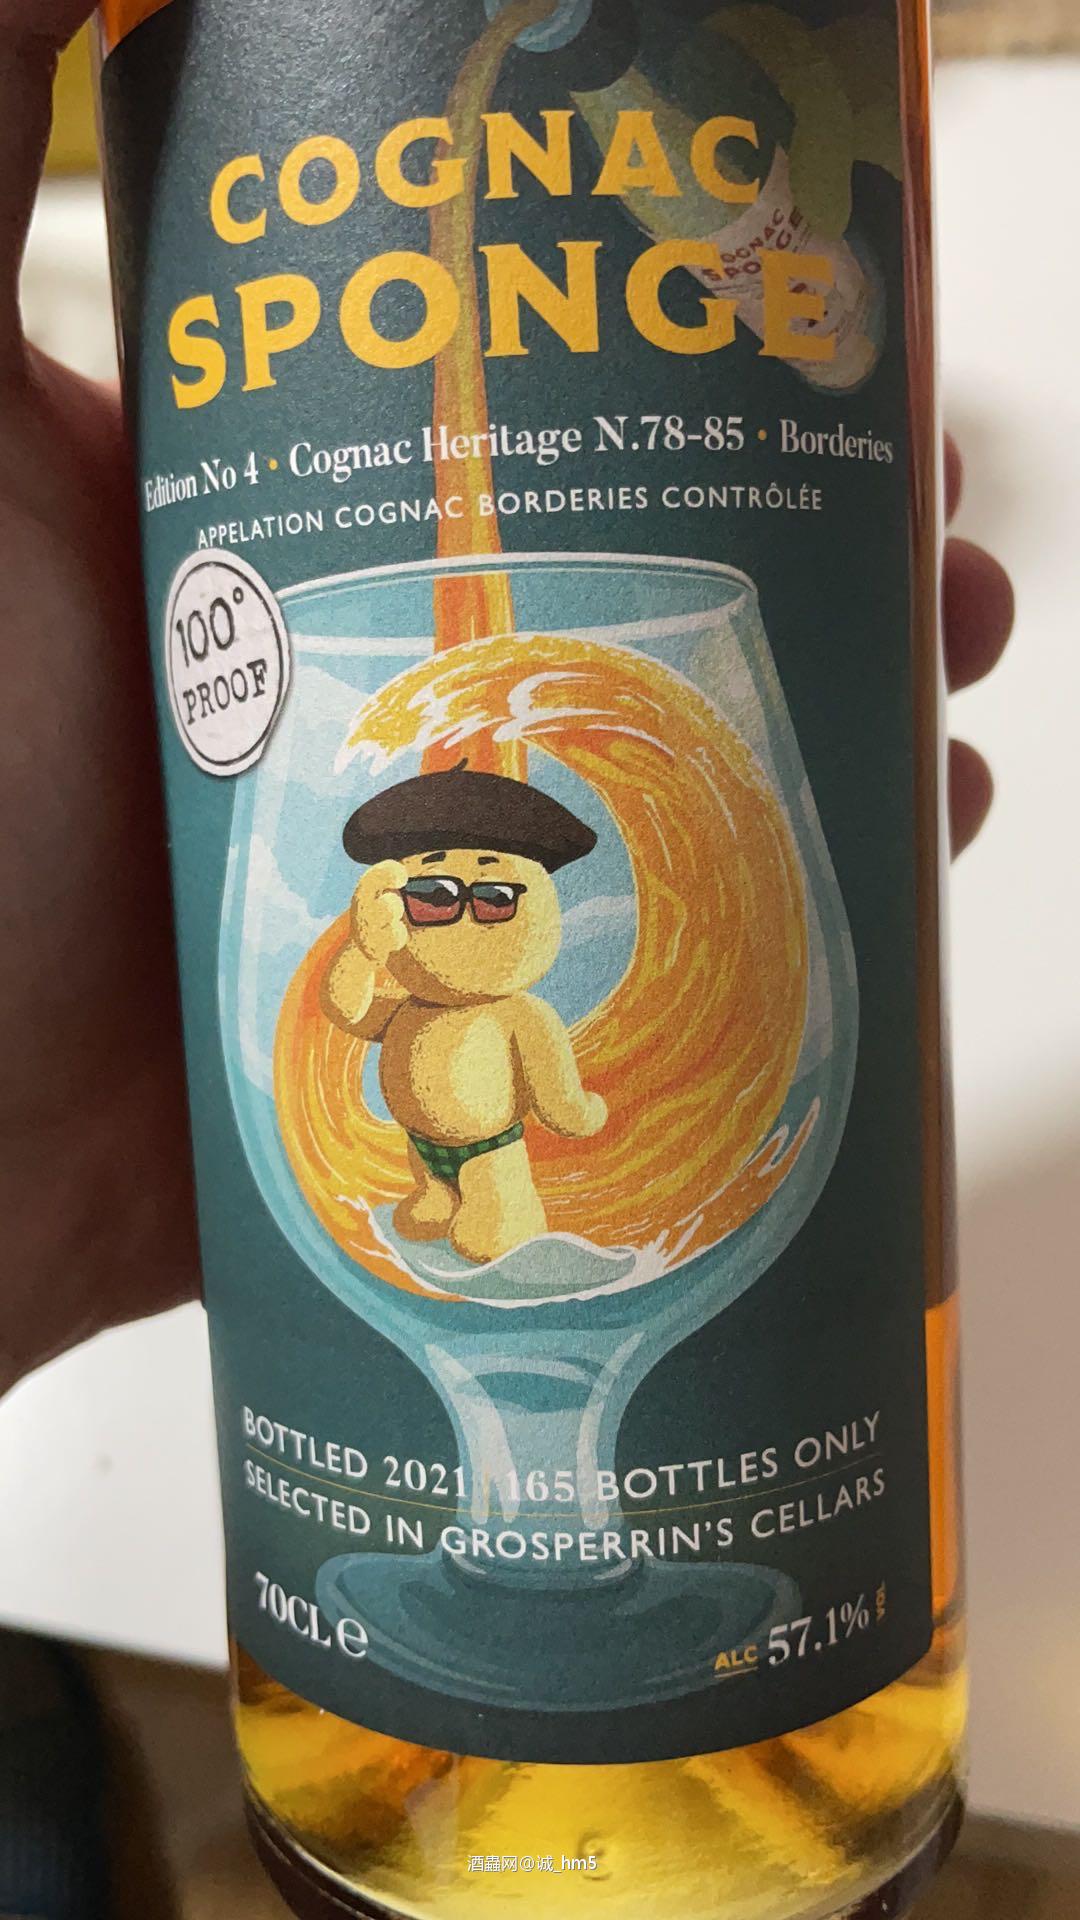 COGNAC
SPONGE
COGNAC
SPONGE
Edition No 4 • Cognac Heritage N.78-85 • Borderies
APPELATION COGNAC BORDERIES CONTRÔLÉE
100°
PROOF
BOTTLED 2021 165 BOTTLES ONLY
SELECTED IN GROSPERRIN'S CELLARS
70CL ℮
ALC 57.1% VOL
酒蟲网@诚_hm5